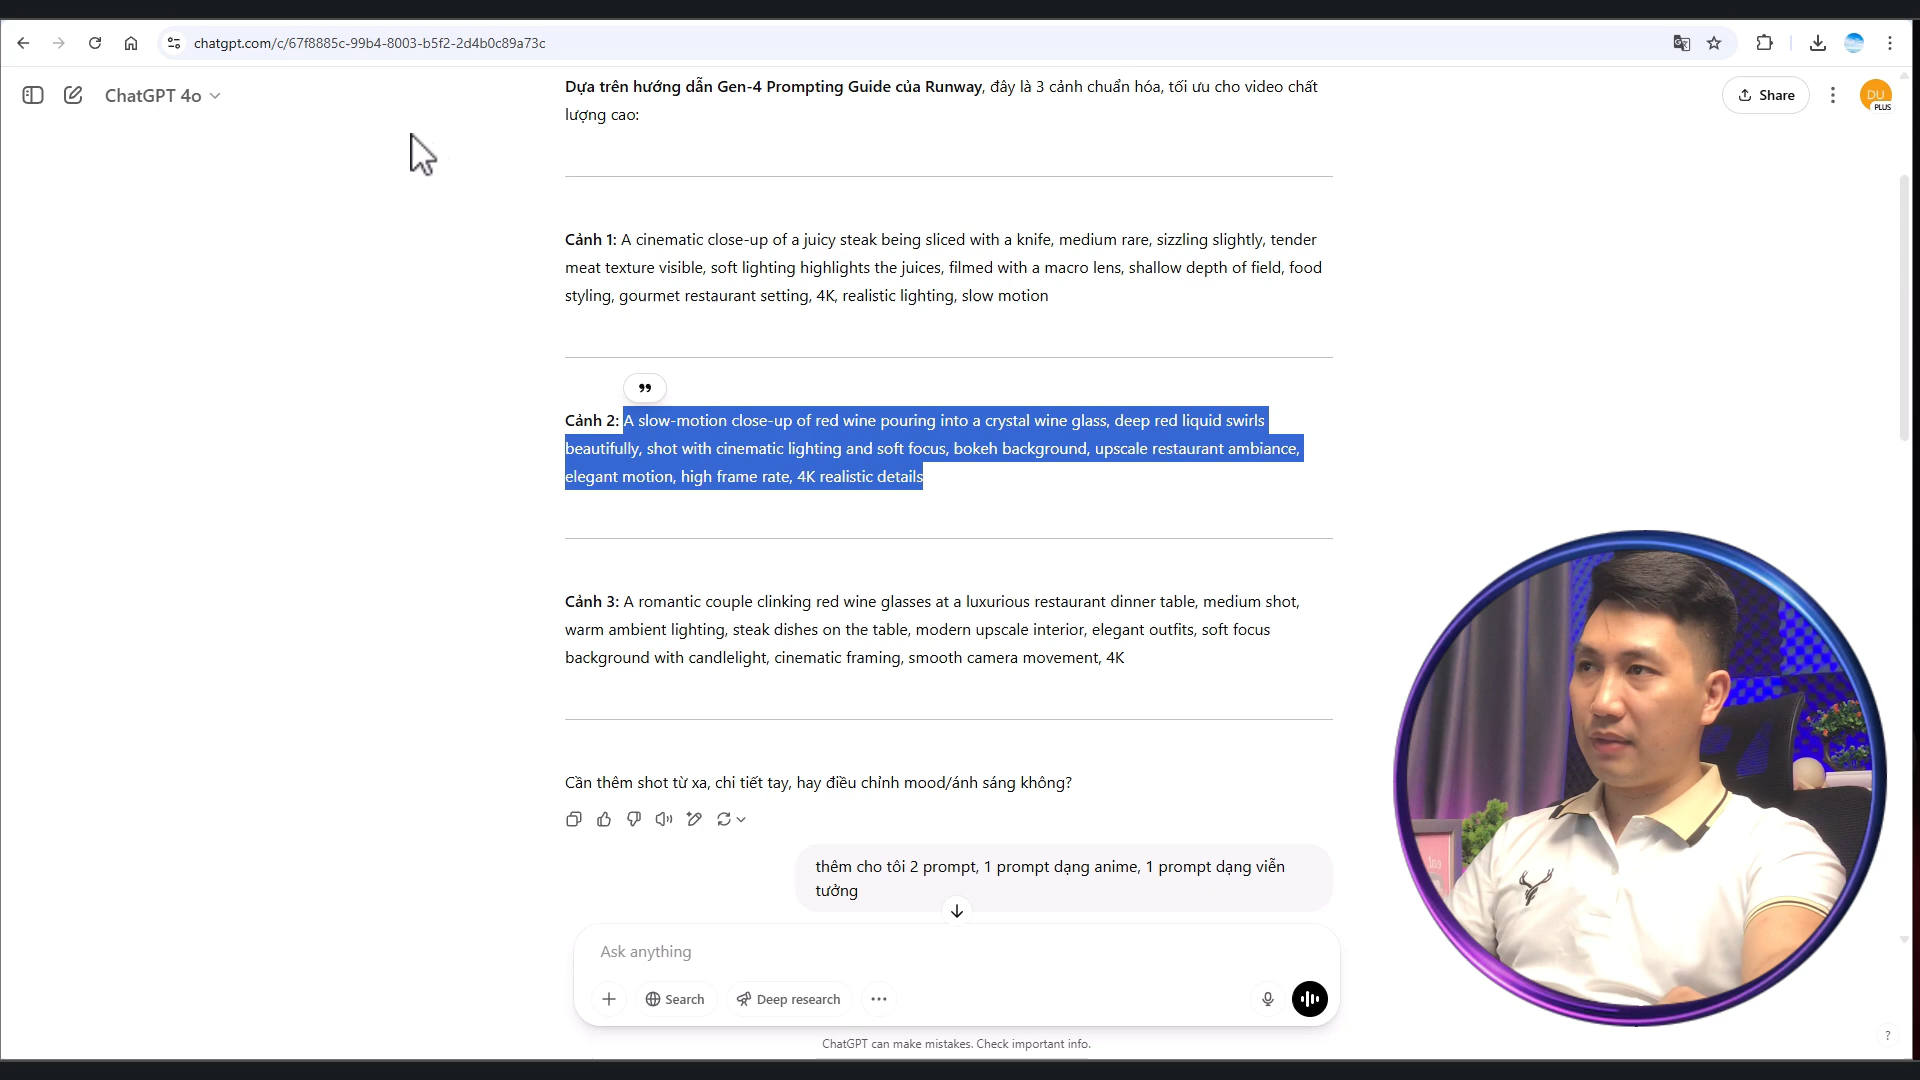 chatgpt.com/c/67f8885c-99b4-8003-b5f2-2d4b0c89a73c
ChatGPT 4o
Share
DU
PLUS
Dựa trên hướng dẫn Gen-4 Prompting Guide của Runway, đây là 3 cảnh chuẩn hóa, tối ưu cho video chất
lượng cao:
Cảnh 1: A cinematic close-up of a juicy steak being sliced with a knife, medium rare, sizzling slightly, tender
meat texture visible, soft lighting highlights the juices, filmed with a macro lens, shallow depth of field, food
styling, gourmet restaurant setting, 4K, realistic lighting, slow motion
Cảnh 2: A slow-motion close-up of red wine pouring into a crystal wine glass, deep red liquid swirls
beautifully, shot with cinematic lighting and soft focus, bokeh background, upscale restaurant ambiance,
elegant motion, high frame rate, 4K realistic details
Cảnh 3: A romantic couple clinking red wine glasses at a luxurious restaurant dinner table, medium shot,
warm ambient lighting, steak dishes on the table, modern upscale interior, elegant outfits, soft focus
background with candlelight, cinematic framing, smooth camera movement, 4K
Cần thêm shot từ xa, chi tiết tay, hay điều chỉnh mood/ánh sáng không?
thêm cho tôi 2 prompt, 1 prompt dạng anime, 1 prompt dạng viễn
tưởng
Ask anything
Search
Deep research
ChatGPT can make mistakes. Check important info.
?